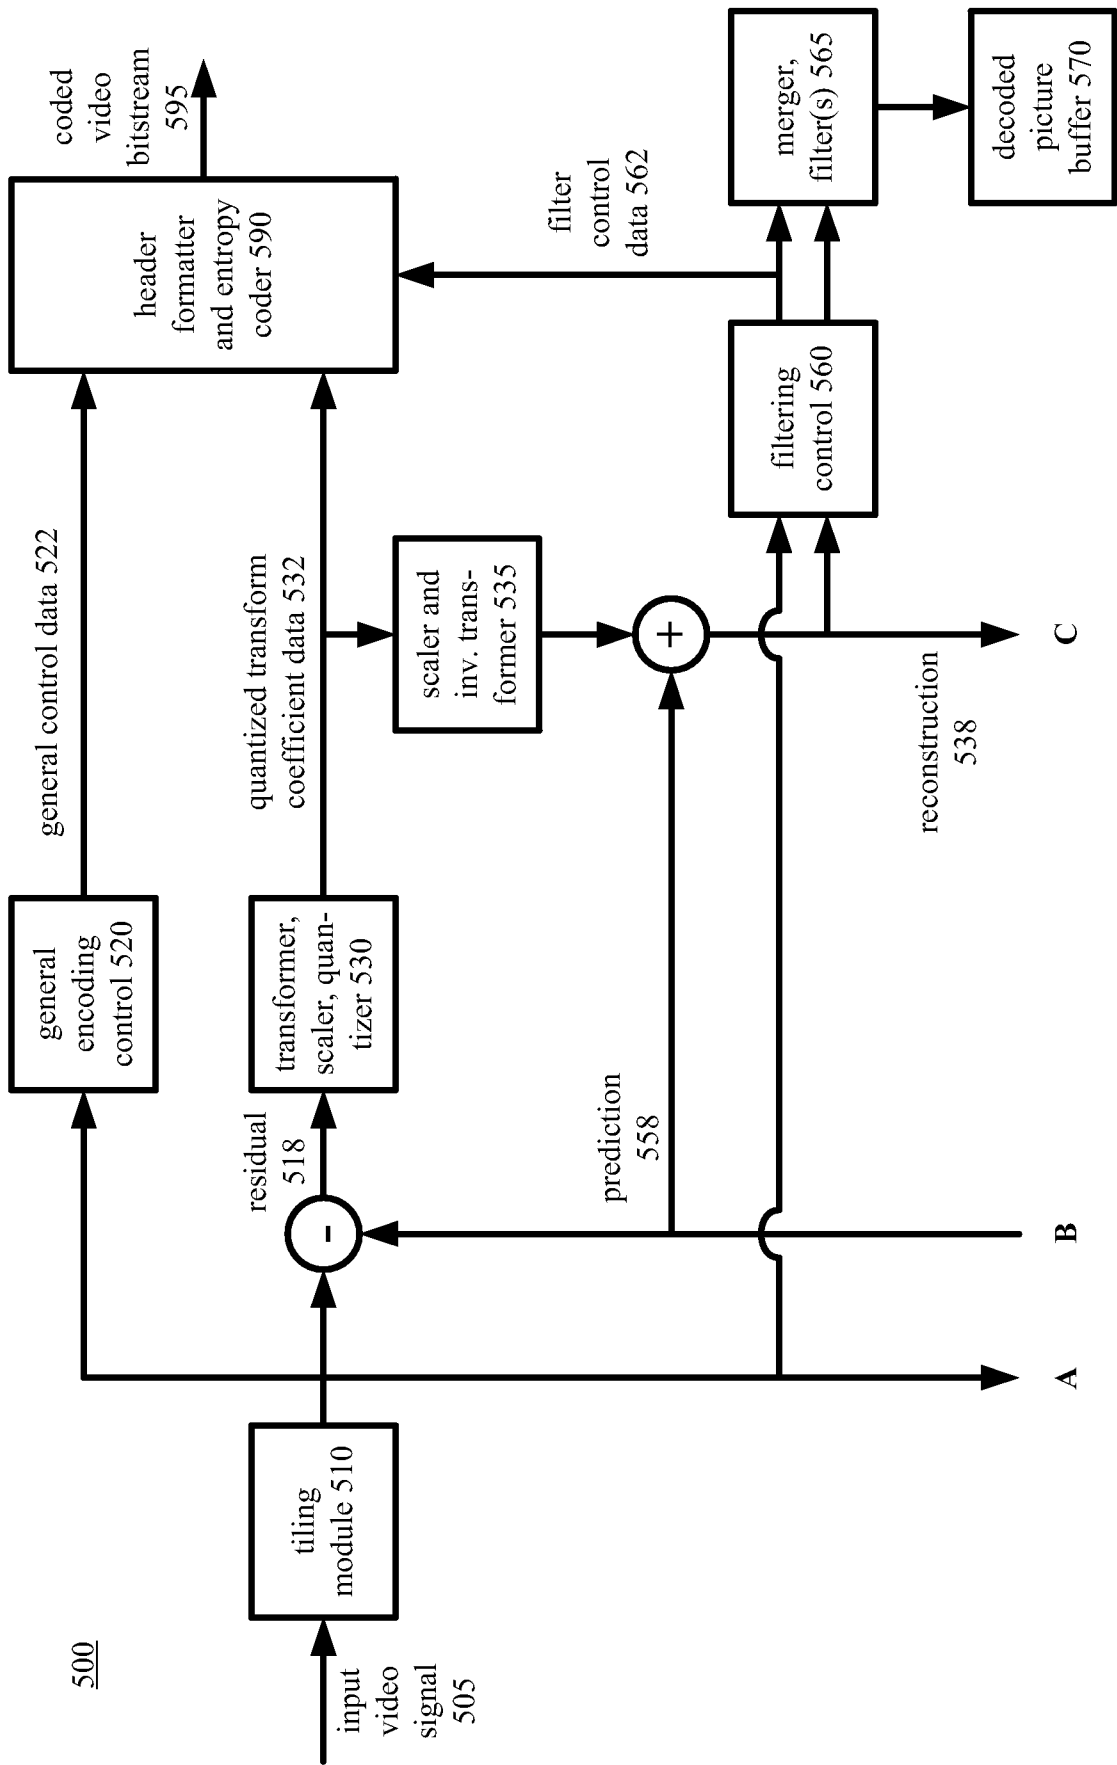 500
input
video
signal
505
tiling
module 510
general
encoding
control 520
general control data 522
header
formatter
and entropy
coder 590
coded
video
bitstream
595
-
residual
518
transformer,
scaler, quan-
tizer 530
quantized transform
coefficient data 532
scaler and
inv. trans-
former 535
prediction
558
+
filter
control
data 562
filtering
control 560
merger,
filter(s) 565
decoded
picture
buffer 570
reconstruction
538
A
B
C